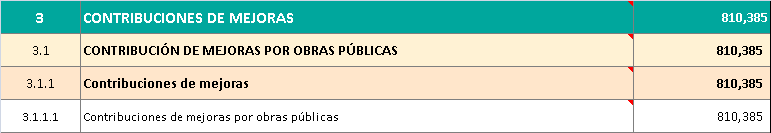 3 CONTRIBUCIONES DE MEJORAS 810,385
3.1 CONTRIBUCIÓN DE MEJORAS POR OBRAS PÚBLICAS 810,385
3.1.1 Contribuciones de mejoras 810,385
3.1.1.1 Contribuciones de mejoras por obras públicas 810,385